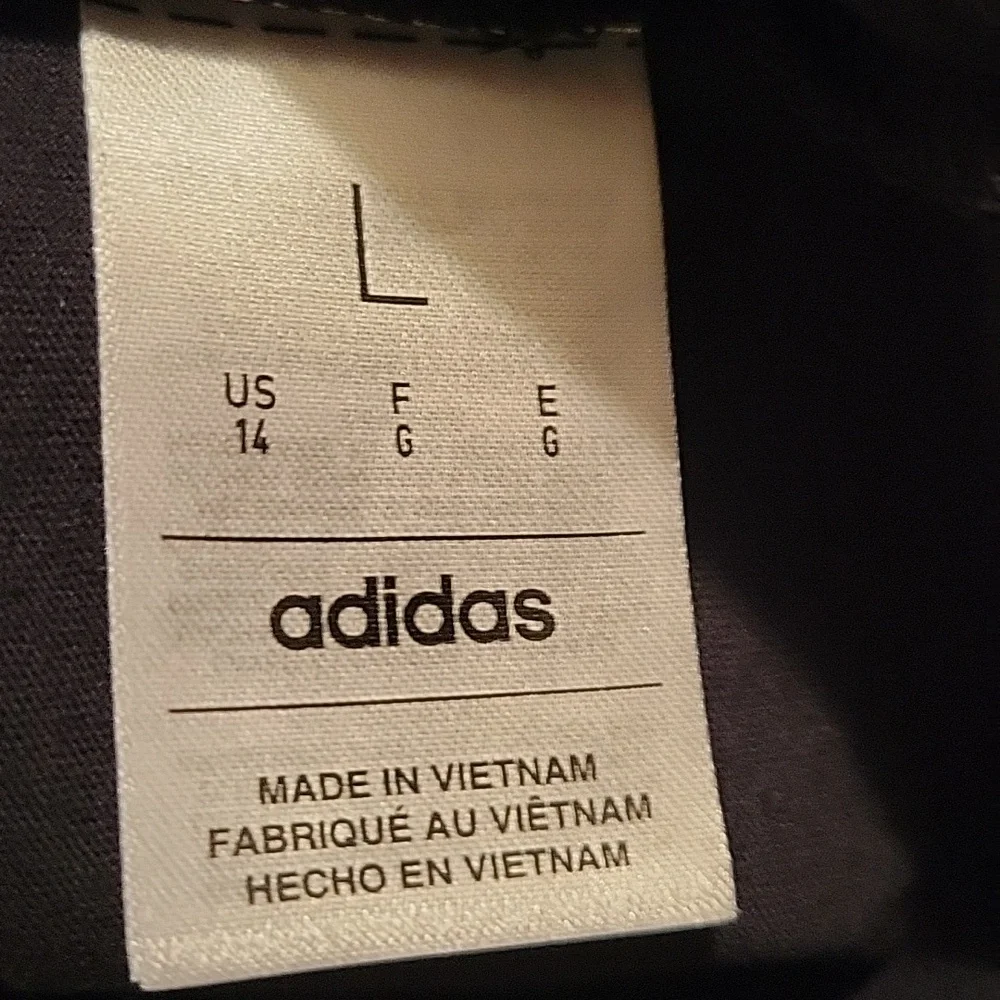 L
US F E
14 G G
adidas
MADE IN VIETNAM
FABRIQUÉ AU VIÊTNAM
HECHO EN VIETNAM